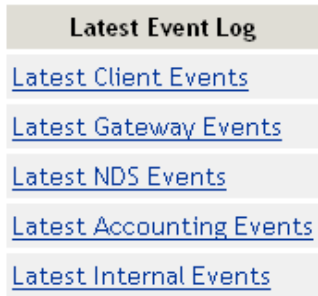 Latest Event Log
Latest Client Events
Latest Gateway Events
Latest NDS Events
Latest Accounting Events
Latest Internal Events